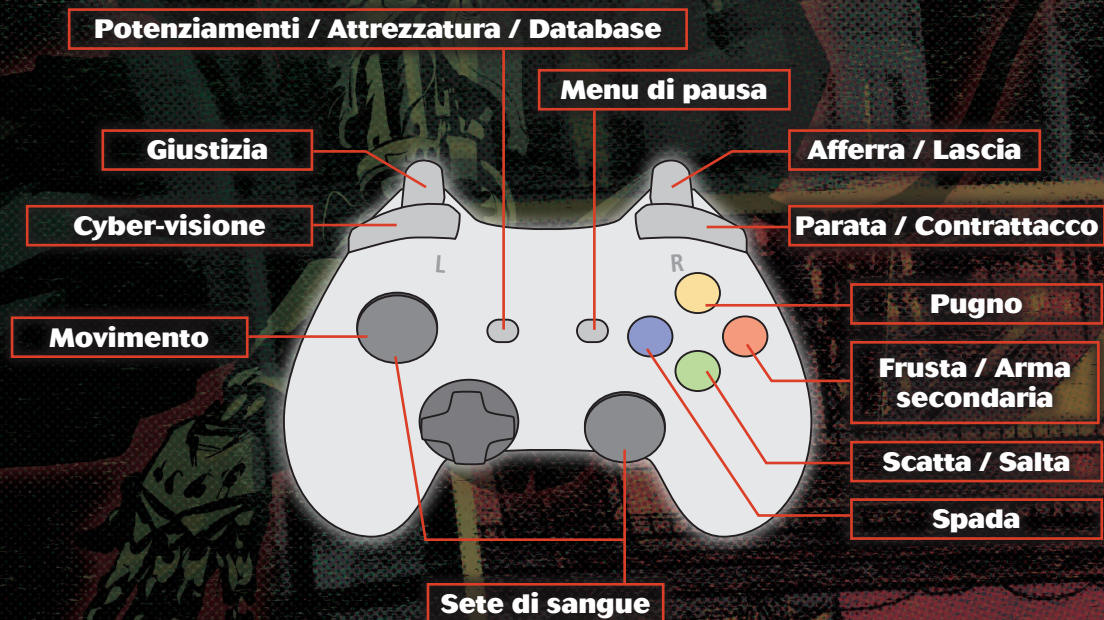 Potenziamenti / Attrezzatura / Database
Menu di pausa
Giustizia
Afferra / Lascia
Cyber-visione
Parata / Contrattacco
L
R
Pugno
Movimento
Frusta / Arma
secondaria
Scatta / Salta
Spada
Sete di sangue